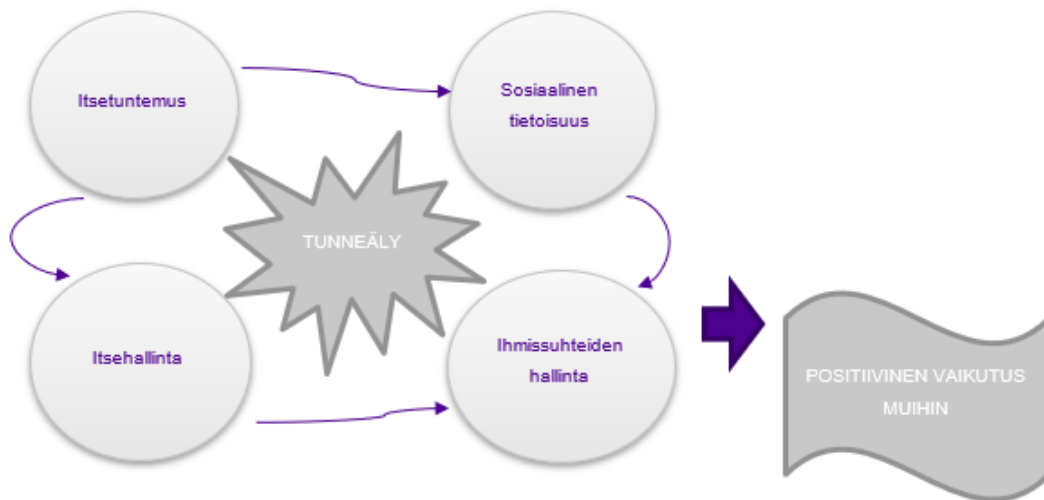 Itsetuntemus
Sosiaalinen
tietoisuus
TUNNEÄLY
Itsehallinta
Ihmissuhteiden
hallinta
POSITIIVINEN VAIKUTUS
MUIHIN